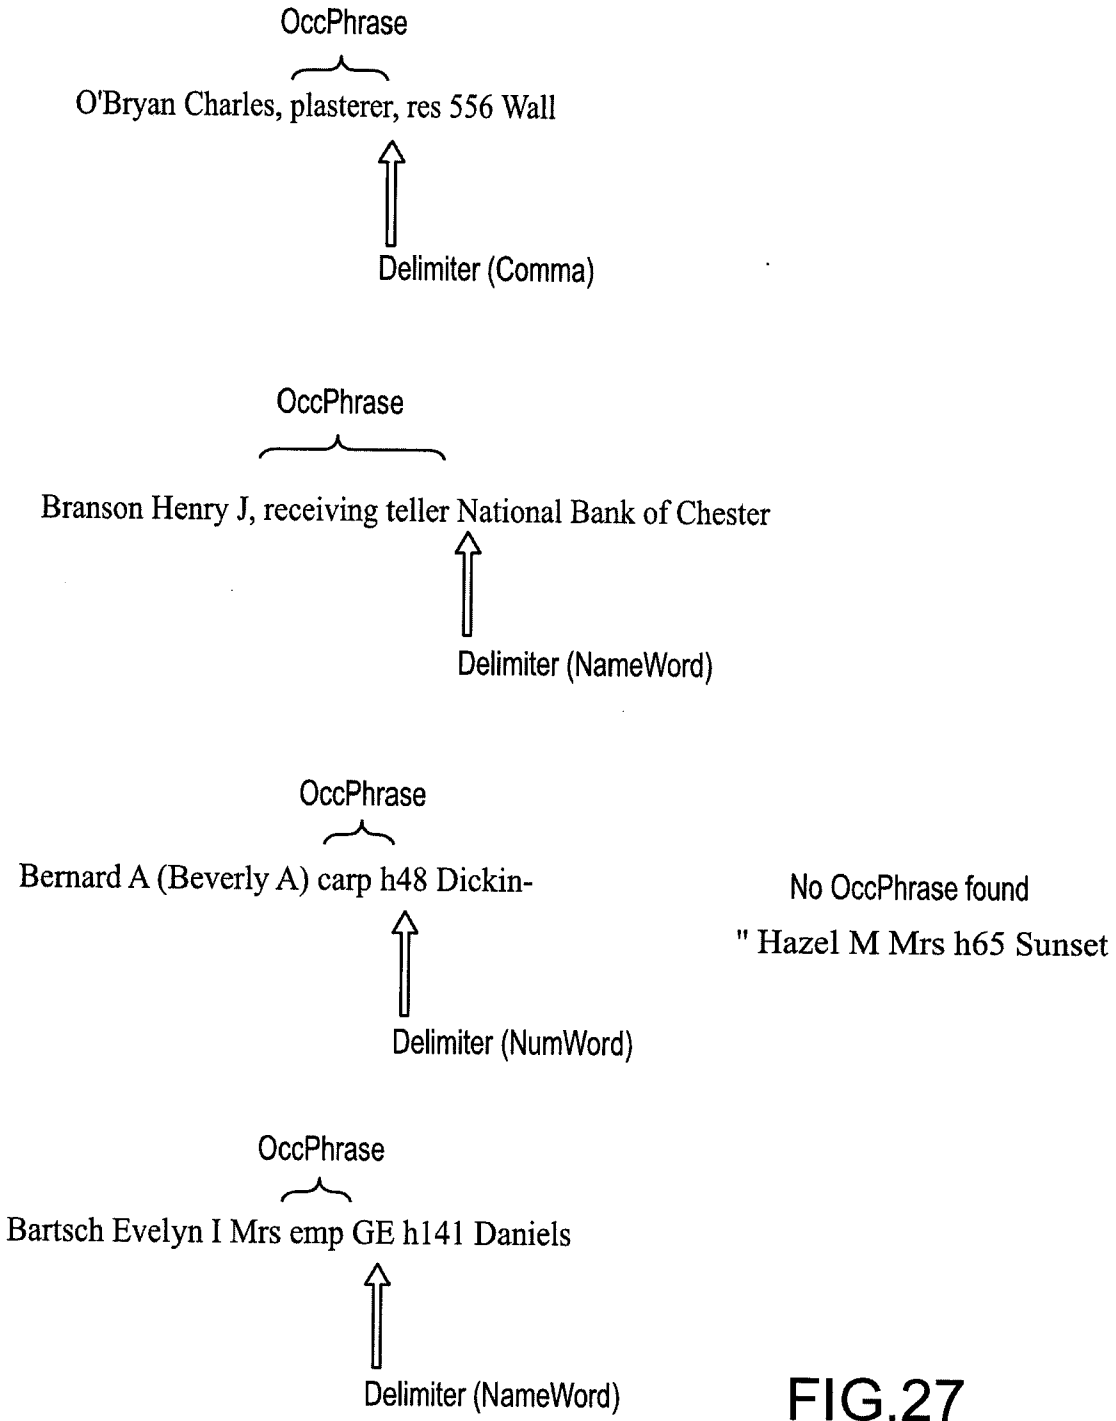 OccPhrase
O'Bryan Charles, plasterer, res 556 Wall
Delimiter (Comma)
OccPhrase
Branson Henry J, receiving teller National Bank of Chester
Delimiter (NameWord)
OccPhrase
Bernard A (Beverly A) carp h48 Dickin-
Delimiter (NumWord)
No OccPhrase found
" Hazel M Mrs h65 Sunset
OccPhrase
Bartsch Evelyn I Mrs emp GE h141 Daniels
Delimiter (NameWord)
FIG.27